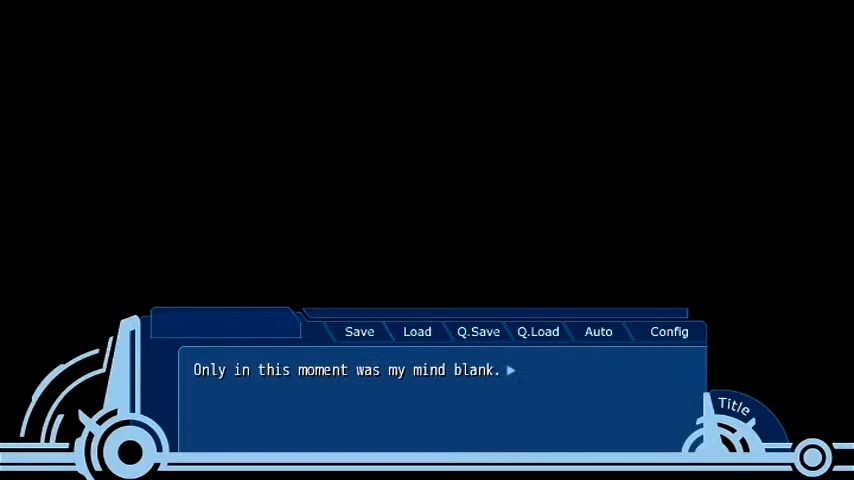 Save Load Q.Save Q.Load Auto Config
Only in this moment was my mind blank.
Title